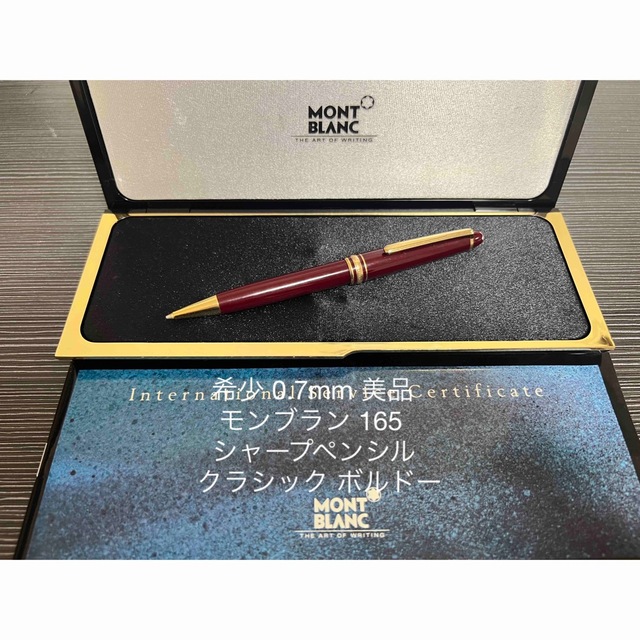 MONT
BLANC
THE ART OF WRITING
International Service Certificate
希少 0.7mm 美品
モンブラン 165
シャープペンシル
クラシック ボルドー
MONT
BLANC
THE ART OF WRITING